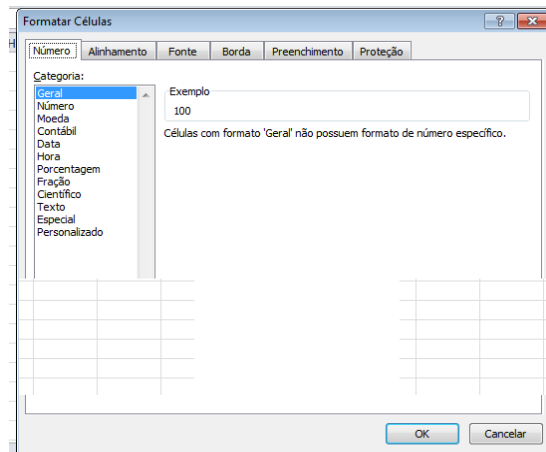 Formatar Células
H
Número Alinhamento Fonte Borda Preenchimento Proteção
Categoria:
Geral
Número
Moeda
Contábil
Data
Hora
Porcentagem
Fração
Científico
Texto
Especial
Personalizado
Exemplo
100
Células com formato 'Geral' não possuem formato de número específico.
OK Cancelar